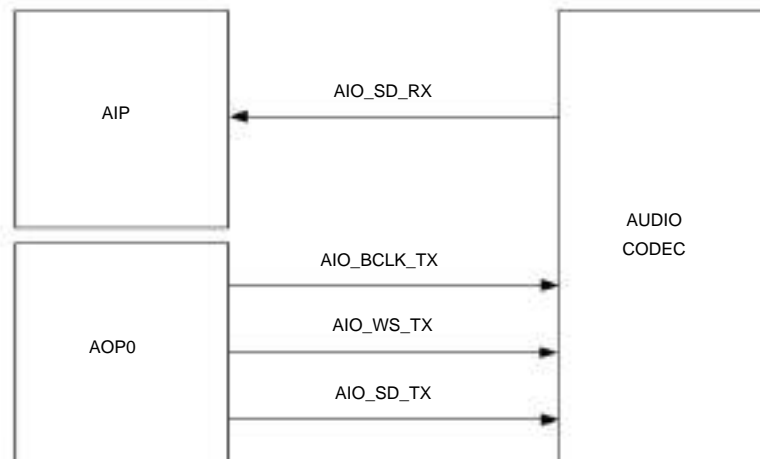 AIO_SD_RX
AIP
AUDIO
CODEC
AIO_BCLK_TX
AIO_WS_TX
AOP0
AIO_SD_TX